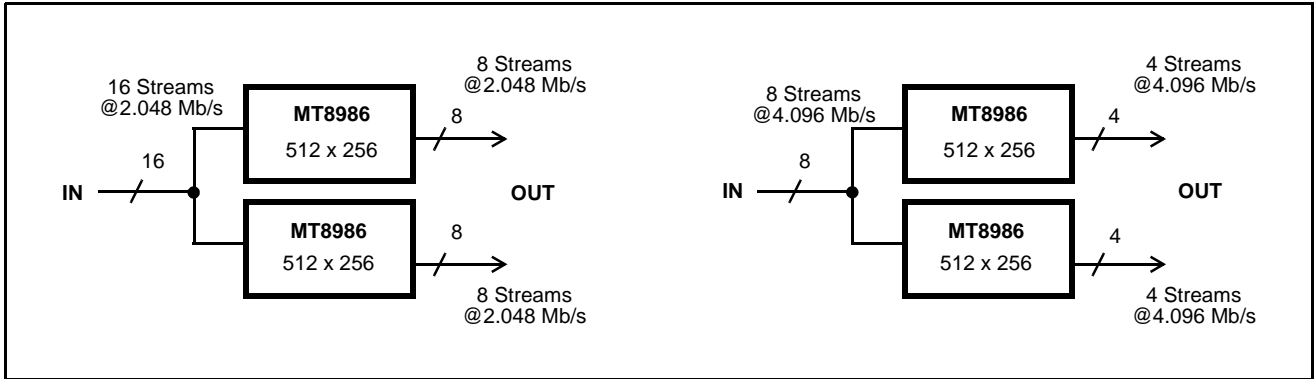 8 Streams
@2.048 Mb/s
16 Streams
@2.048 Mb/s
MT8986
512 x 256
8
16
IN
OUT
MT8986
512 x 256
8
8 Streams
@2.048 Mb/s
4 Streams
@4.096 Mb/s
8 Streams
@4.096 Mb/s
MT8986
512 x 256
4
8
IN
OUT
MT8986
512 x 256
4
4 Streams
@4.096 Mb/s